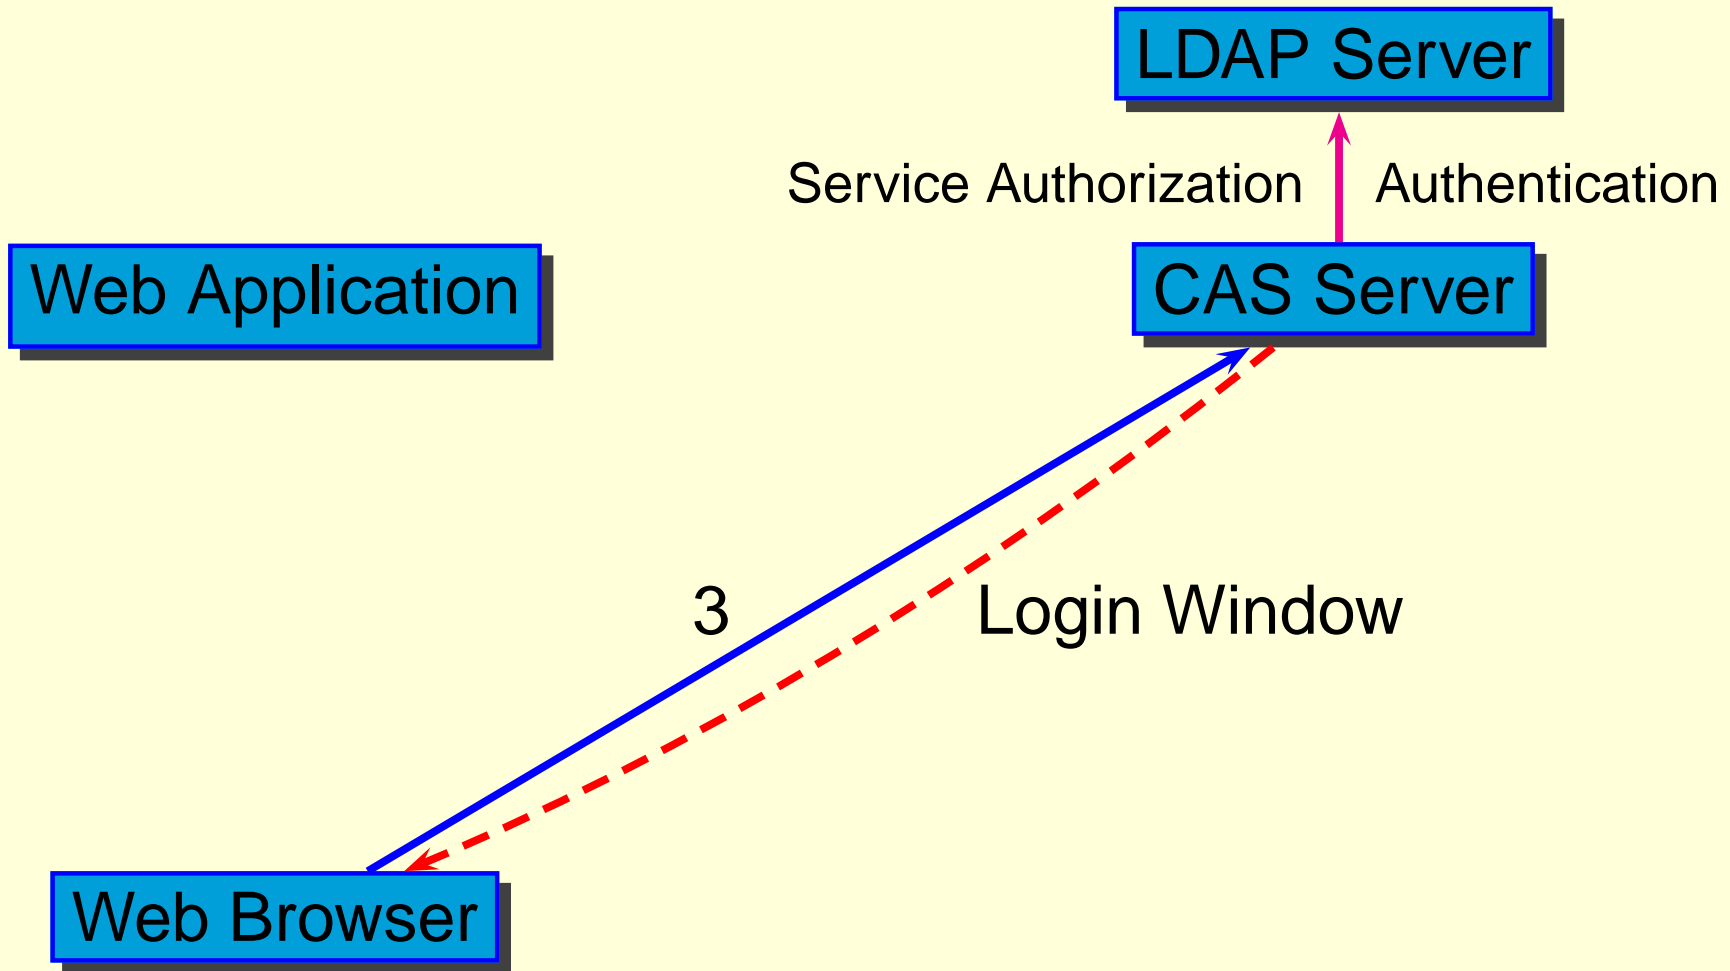 LDAP Server
Service Authorization
Authentication
Web Application
CAS Server
3
Login Window
Web Browser